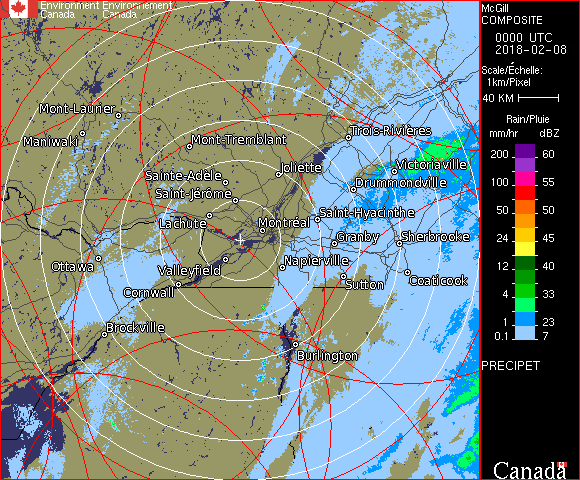 Environment Environnement
Canada Canada
McGill
COMPOSITE
0000 UTC
2018-02-08
Scale/Échelle:
1km/Pixel
40 KM
Rain/Pluie
mm/hr dBZ
200 60
100 55
50 50
24 45
12 40
4 33
1 23
0.1 7
PRECIPET
Canada
Mont-Laurier
Maniwaki
Mont-Tremblant
Trois-Rivières
Sainte-Adèle
Joliette
Victoriaville
Saint-Jérôme
Drummondville
Lachute
Montréal
Saint-Hyacinthe
Granby
Sherbrooke
Ottawa
Valleyfield
Napierville
Cornwall
Sutton
Coaticook
Brockville
Burlington